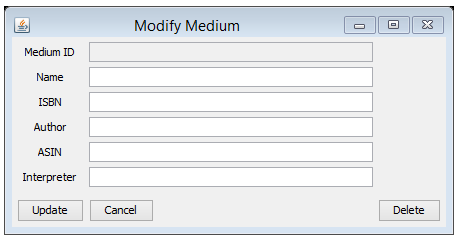 Modify Medium
Medium ID
Name
ISBN
Author
ASIN
Interpreter
Update Cancel Delete